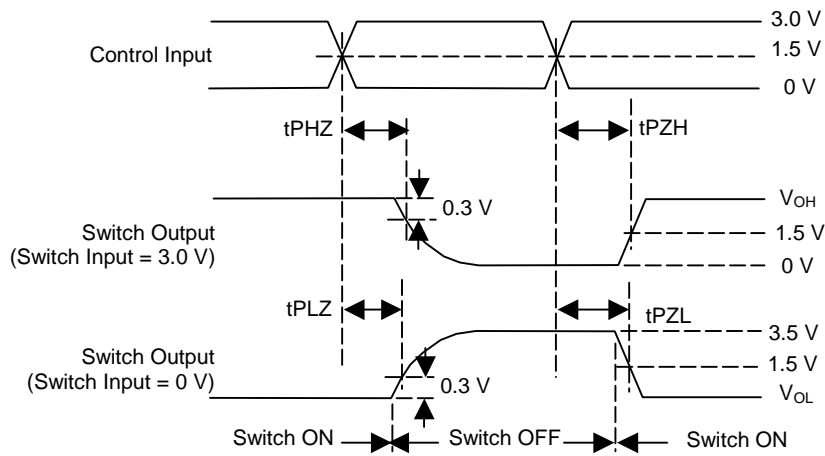 3.0 V
Control Input
1.5 V
0 V
tPHZ
tPZH
0.3 V
VOH
Switch Output
(Switch Input = 3.0 V)
1.5 V
0 V
tPLZ
tPZL
3.5 V
Switch Output
(Switch Input = 0 V)
1.5 V
0.3 V
VOL
Switch ON
Switch OFF
Switch ON